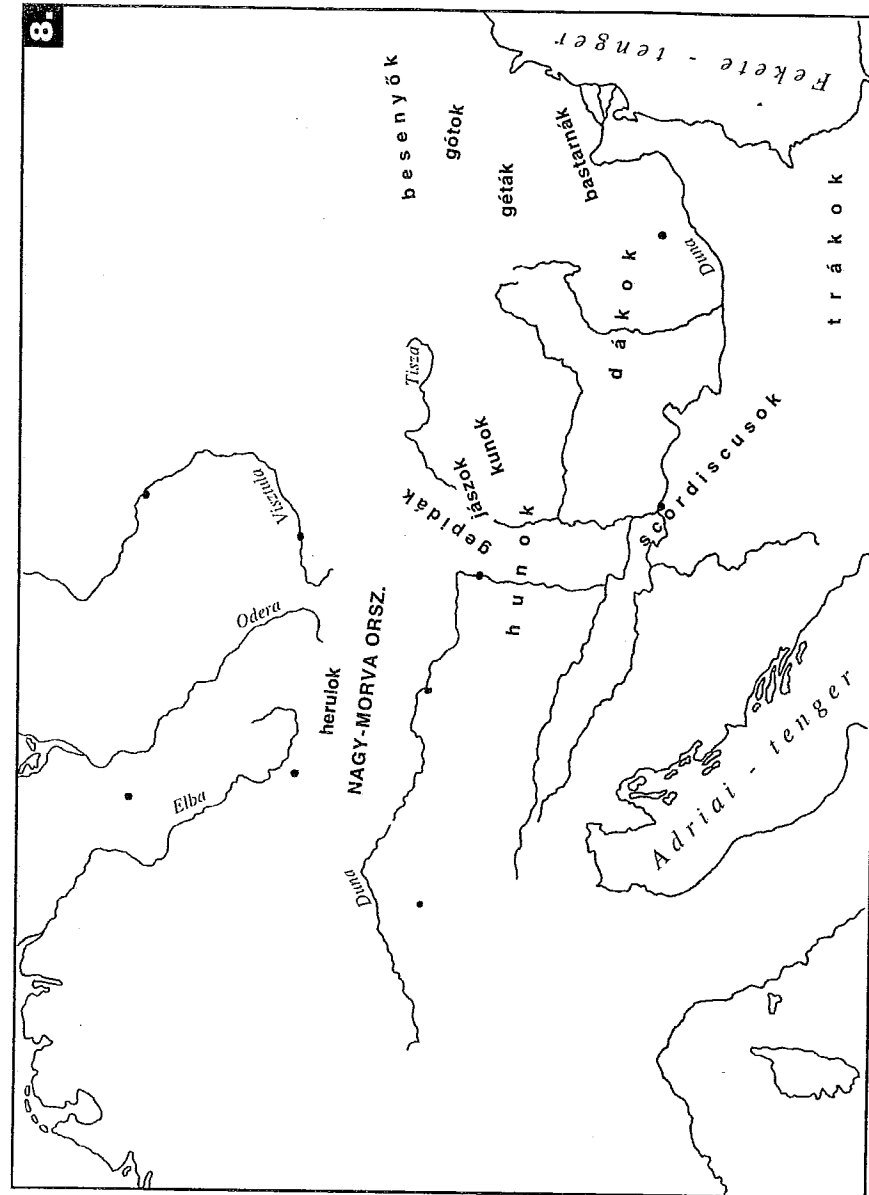 8.
Fekete - tenger
besenyők
gótok
géták
bastarnák
Duna
trákok
dákok
Tisza
kunok
jászok
gepidák
hunok
scordiscusok
Visztula
Odera
herulok
NAGY-MORVA ORSZ.
Elba
Duna
Adriai - tenger